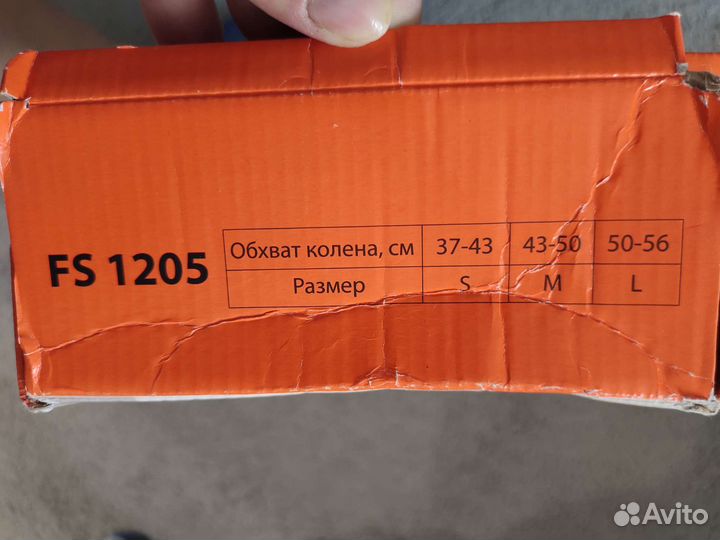 FS 1205
Обхват колена, см 37-43 43-50 50-56
Размер S M L
Avito